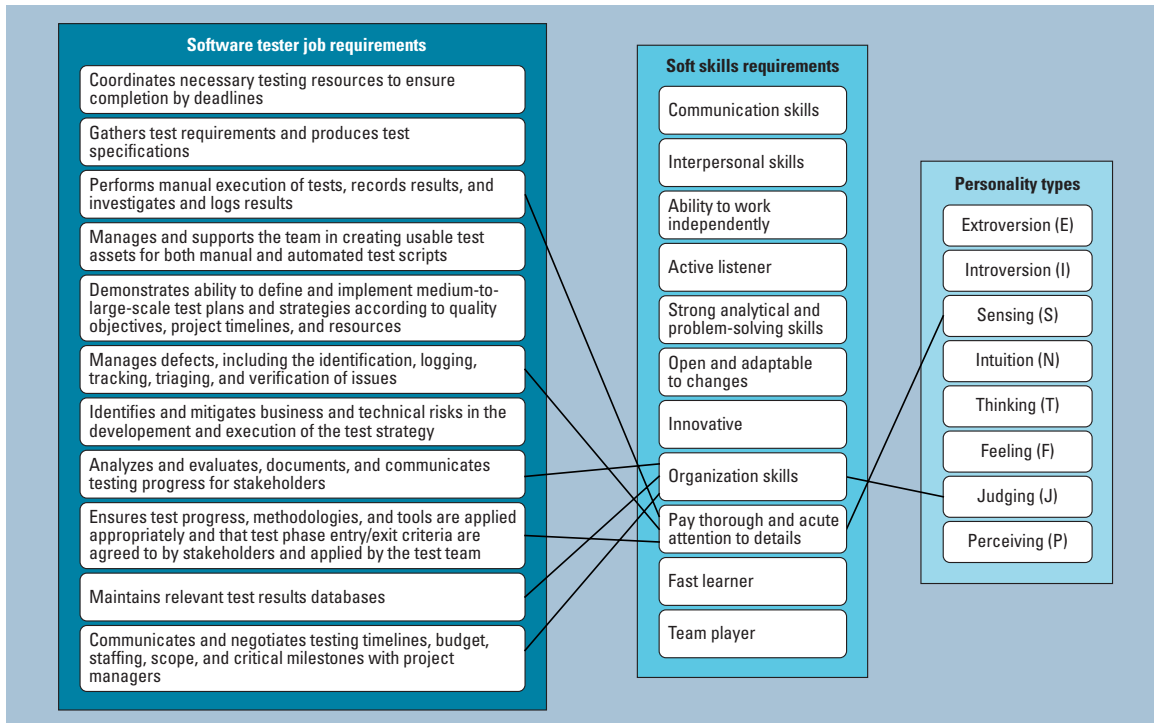 Software tester job requirements
Coordinates necessary testing resources to ensure
completion by deadlines
Gathers test requirements and produces test
specifications
Performs manual execution of tests, records results, and
investigates and logs results
Manages and supports the team in creating usable test
assets for both manual and automated test scripts
Demonstrates ability to define and implement medium-to-
large-scale test plans and strategies according to quality
objectives, project timelines, and resources
Manages defects, including the identification, logging,
tracking, triaging, and verification of issues
Identifies and mitigates business and technical risks in the
developement and execution of the test strategy
Analyzes and evaluates, documents, and communicates
testing progress for stakeholders
Ensures test progress, methodologies, and tools are applied
appropriately and that test phase entry/exit criteria are
agreed to by stakeholders and applied by the test team
Maintains relevant test results databases
Communicates and negotiates testing timelines, budget,
staffing, scope, and critical milestones with project
managers
Soft skills requirements
Communication skills
Interpersonal skills
Ability to work
independently
Active listener
Strong analytical and
problem-solving skills
Open and adaptable
to changes
Innovative
Organization skills
Pay thorough and acute
attention to details
Fast learner
Team player
Personality types
Extroversion (E)
Introversion (I)
Sensing (S)
Intuition (N)
Thinking (T)
Feeling (F)
Judging (J)
Perceiving (P)